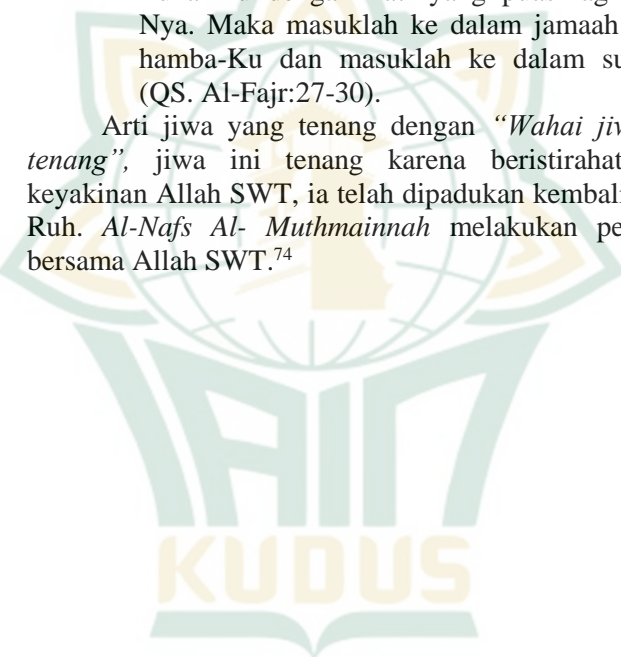 Nya. Maka masuklah ke dalam jamaah
hamba-Ku dan masuklah ke dalam su
(QS. Al-Fajr:27-30).
Arti jiwa yang tenang dengan “Wahai jiw
tenang”, jiwa ini tenang karena beristirahat
keyakinan Allah SWT, ia telah dipadukan kembali
Ruh. Al-Nafs Al- Muthmainnah melakukan pe
bersama Allah SWT.74
IAIN
KUDUS